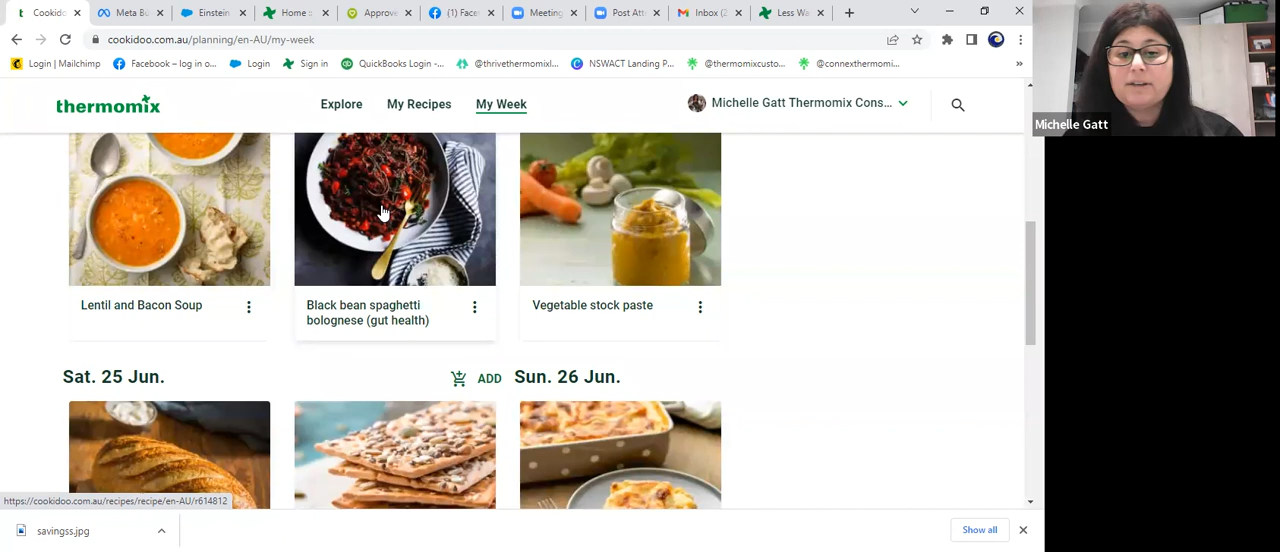 Cookido
Meta Bu
Einstein
Home »
Approve
(1) Face
Meeting
Post Att
Inbox (2
Less Wa
cookidoo.com.au/planning/en-AU/my-week
Login | Mailchimp
Facebook – log in o...
Login
Sign in
QuickBooks Login -...
@thrivethermomixl...
NSWACT Landing P...
@thermomixcusto...
@connexthermomi...
»
thermomix
Explore
My Recipes
My Week
Michelle Gatt Thermomix Cons...
Michelle Gatt
Lentil and Bacon Soup
Black bean spaghetti
bolognese (gut health)
Vegetable stock paste
Sat. 25 Jun.
ADD
Sun. 26 Jun.
https://cookidoo.com.au/recipes/recipe/en-AU/r614812
savingss.jpg
Show all